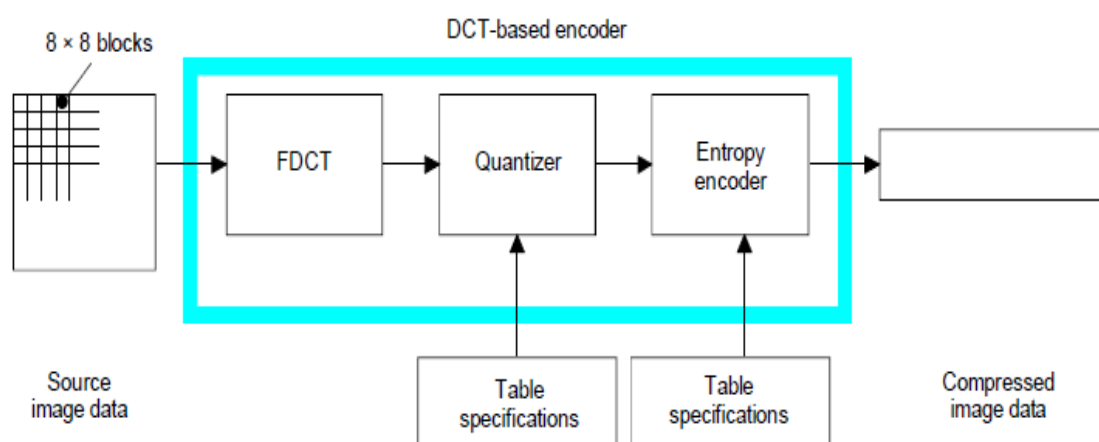 DCT-based encoder
8 × 8 blocks
FDCT
Quantizer
Entropy
encoder
Source
image data
Table
specifications
Table
specifications
Compressed
image data